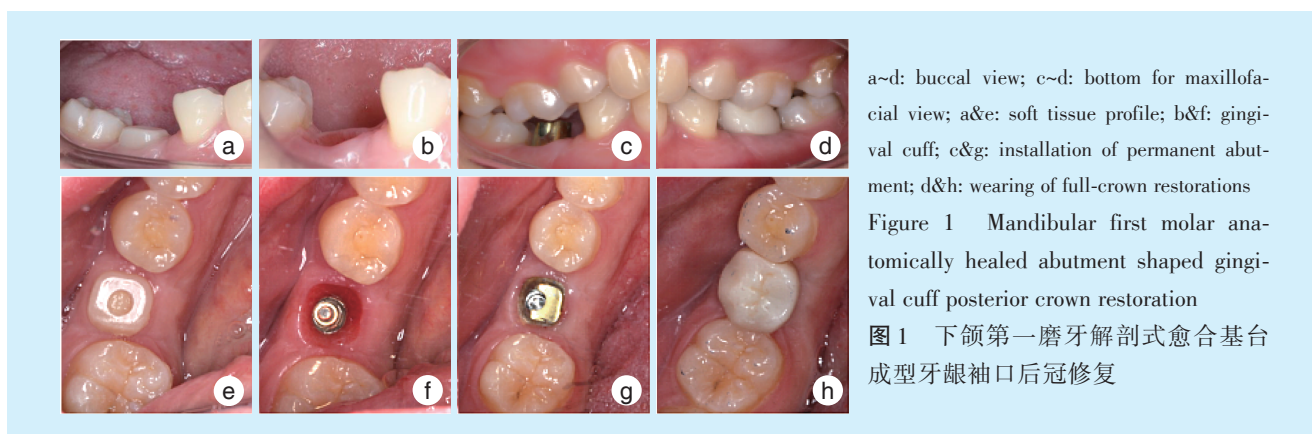 a
b
c
d
e
f
g
h
a~d: buccal view; c~d: bottom for maxillofa-
cial view; a&e: soft tissue profile; b&f: gingi-
val cuff; c&g: installation of permanent abut-
ment; d&h: wearing of full-crown restorations
Figure 1 Mandibular first molar ana-
tomically healed abutment shaped gingi-
val cuff posterior crown restoration
图1 下颌第一磨牙解剖式愈合基台
成型牙龈袖口后冠修复